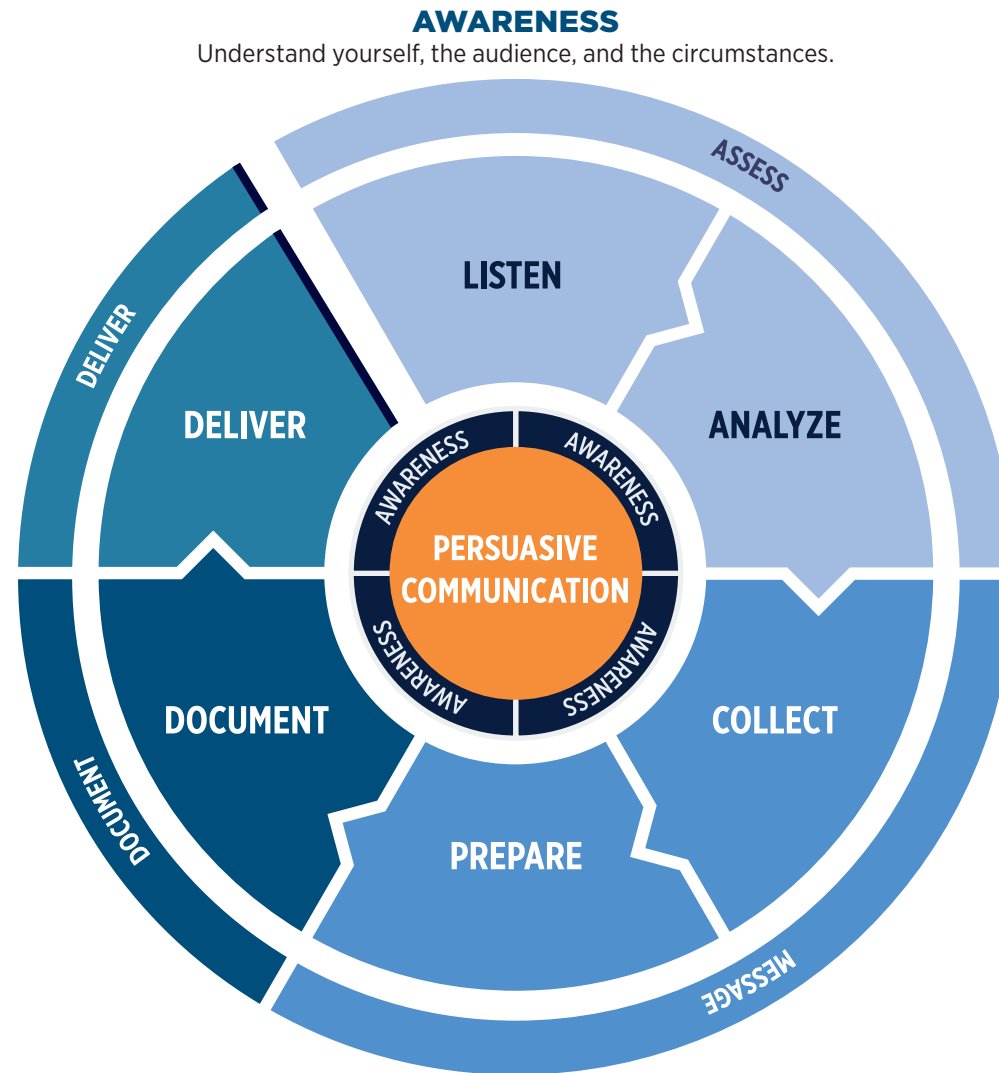 AWARENESS
Understand yourself, the audience, and the circumstances.
ASSESS
LISTEN
ANALYZE
MESSAGE
COLLECT
PREPARE
DOCUMENT
DOCUMENT
DELIVER
DELIVER
AWARENESS
AWARENESS
AWARENESS
AWARENESS
PERSUASIVE
COMMUNICATION